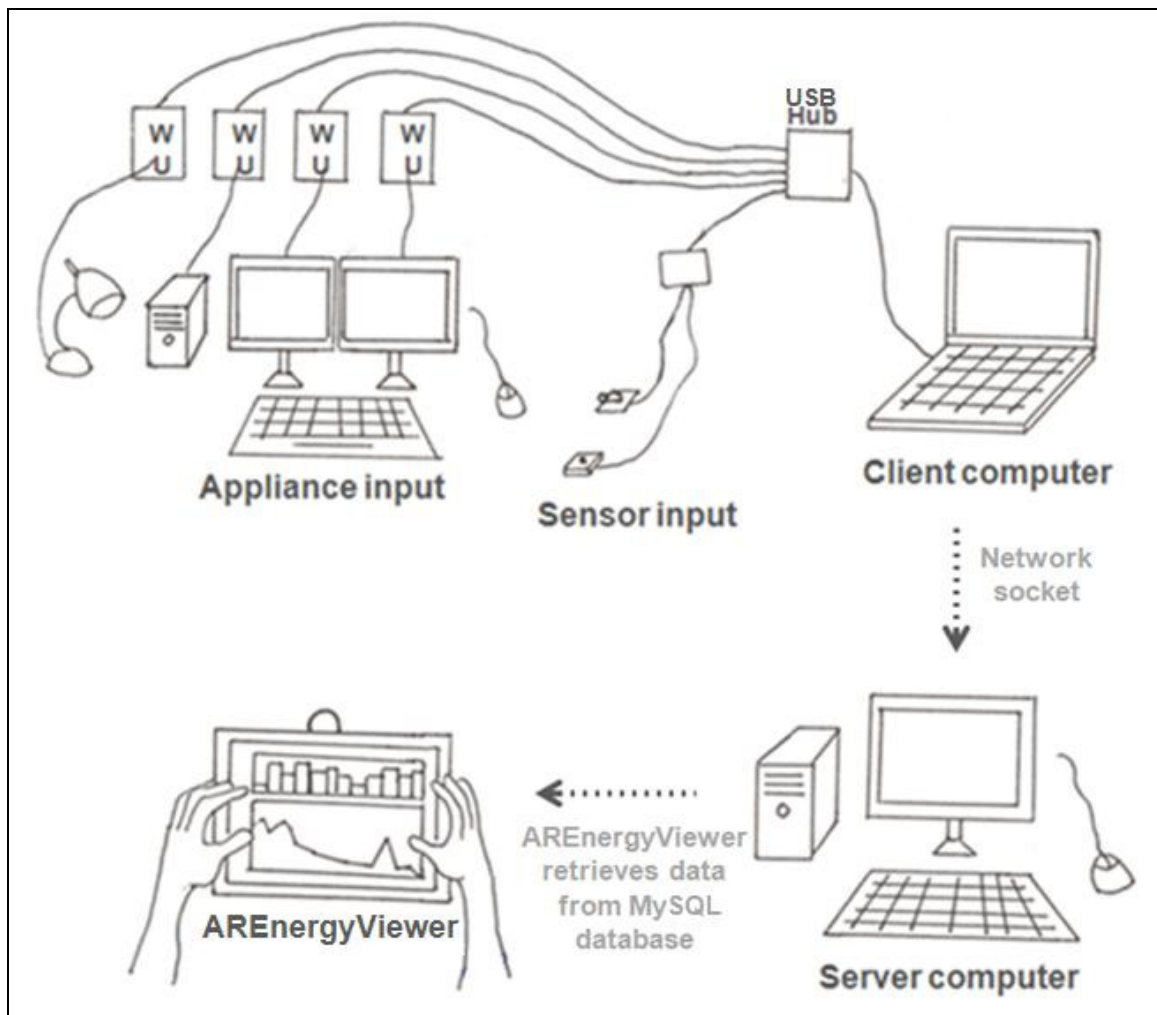 USB
Hub
W
U
W
U
W
U
W
U
Appliance input
Sensor input
Client computer
Network
socket
AREnergyViewer
retrieves data
from MySQL
database
AREnergyViewer
Server computer